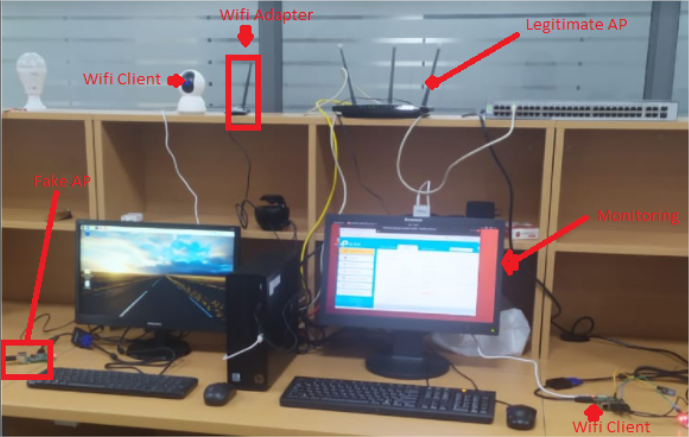 Wifi Adapter
Legitimate AP
Wifi Client
Fake AP
Monitoring
Wifi Client